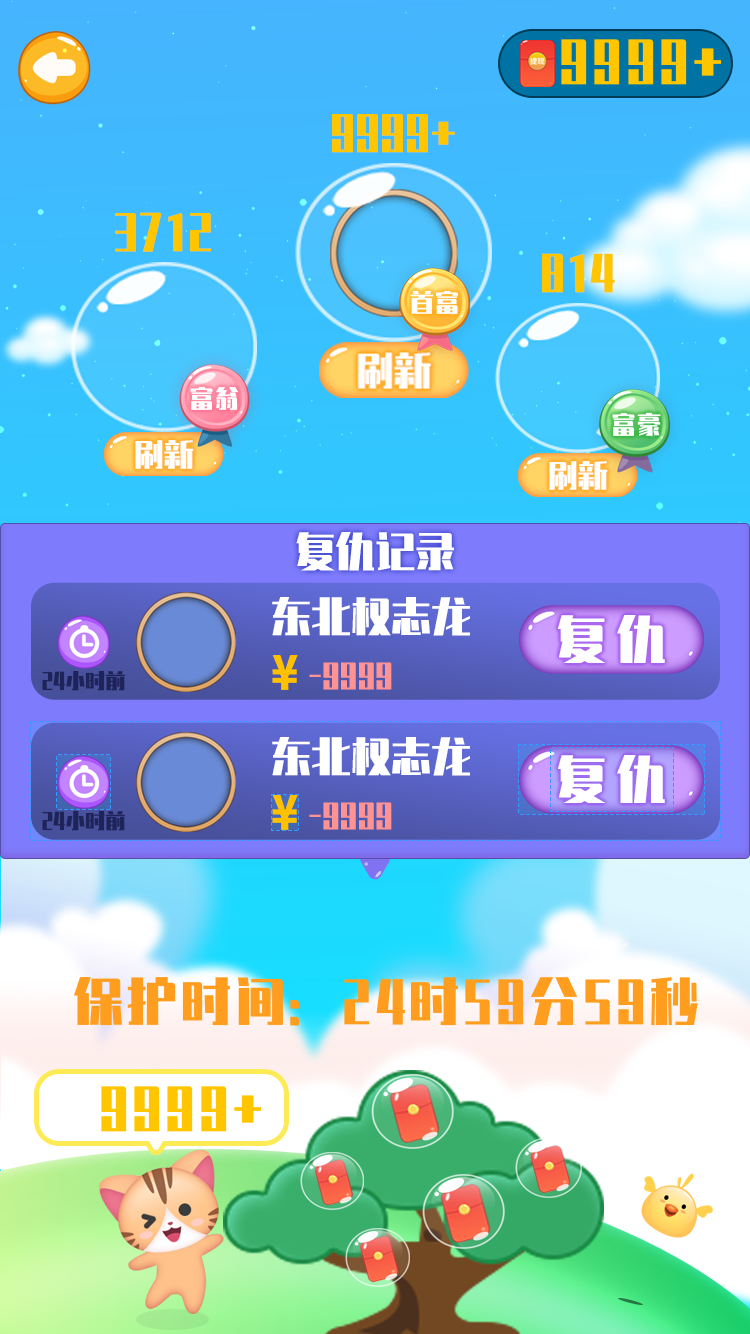 9999+
9999+
3712
814
首富
刷新
富翁
刷新
富豪
刷新
复仇记录
东北权志龙
复仇
24小时前
¥ -9999
东北权志龙
复仇
24小时前
¥ -9999
保护时间：24时59分59秒
9999+